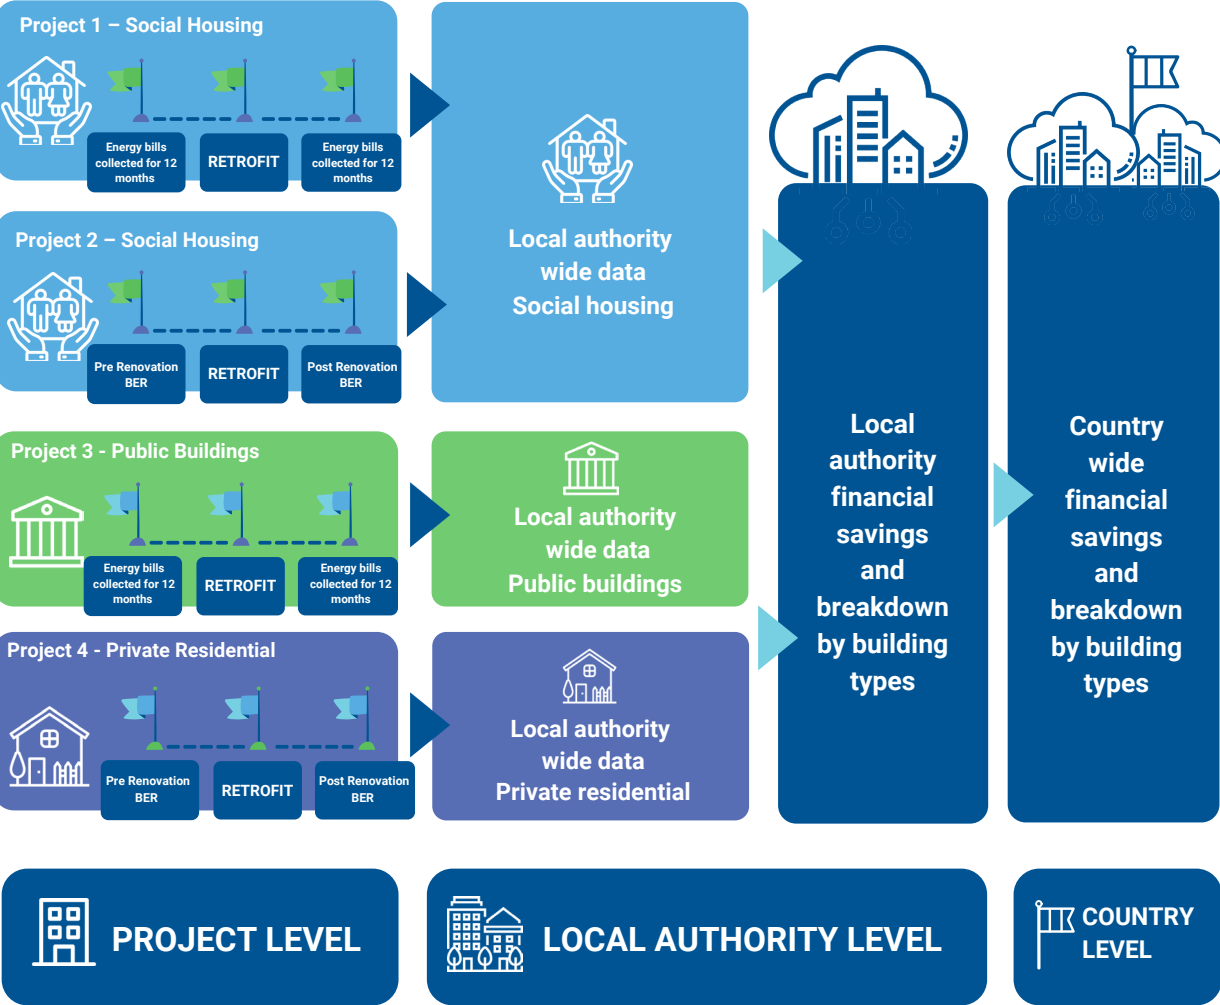 Project 1 – Social Housing
Energy bills
collected for 12
months
RETROFIT
Energy bills
collected for 12
months
Project 2 – Social Housing
Pre Renovation
BER
RETROFIT
Post Renovation
BER
Local authority
wide data
Social housing
Project 3 - Public Buildings
Energy bills
collected for 12
months
RETROFIT
Energy bills
collected for 12
months
Local authority
wide data
Public buildings
Project 4 - Private Residential
Pre Renovation
BER
RETROFIT
Post Renovation
BER
Local authority
wide data
Private residential
Local
authority
financial
savings
and
breakdown
by building
types
Country
wide
financial
savings
and
breakdown
by building
types
PROJECT LEVEL
LOCAL AUTHORITY LEVEL
COUNTRY
LEVEL